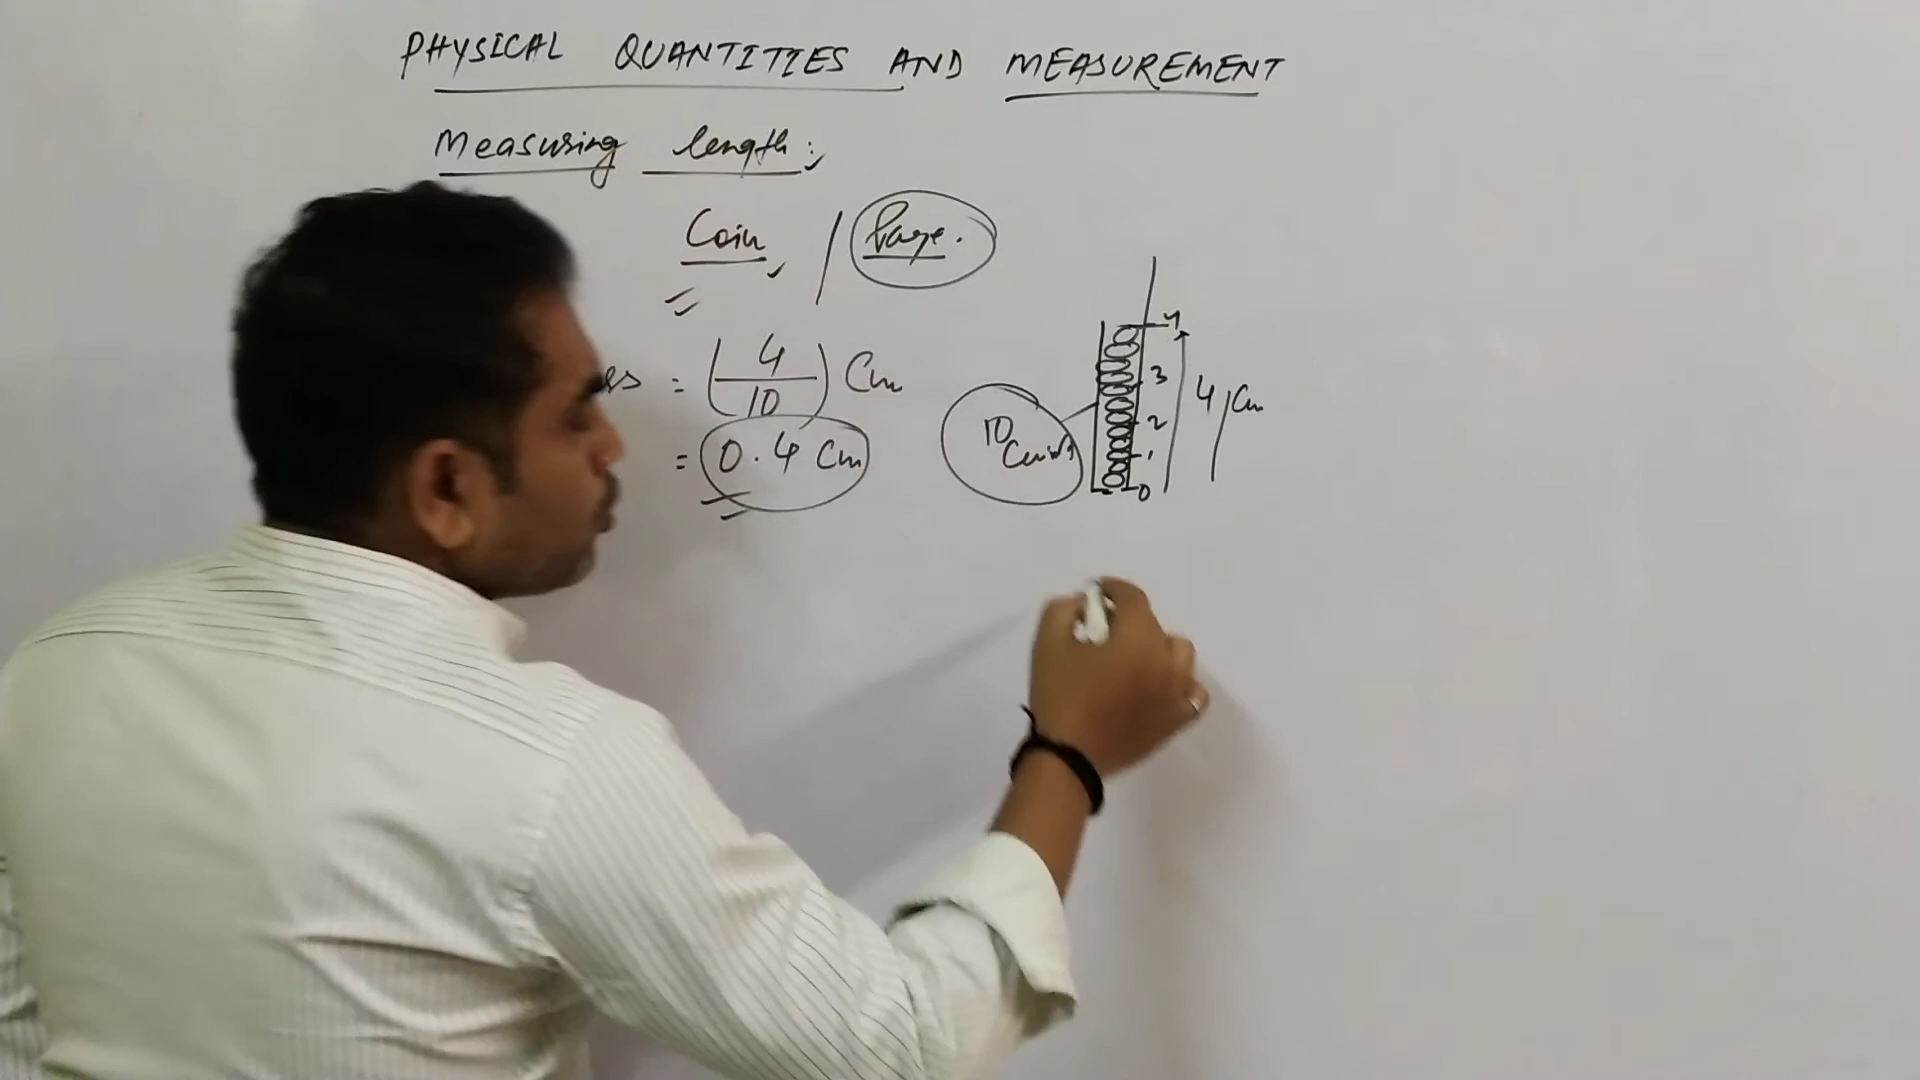 PHYSICAL QUANTITIES AND MEASUREMENT
Measuring length:
Coin / Page.
= (4/10) Cm
= 0.4 Cm
10
4
3
2
1
0
4 Cm